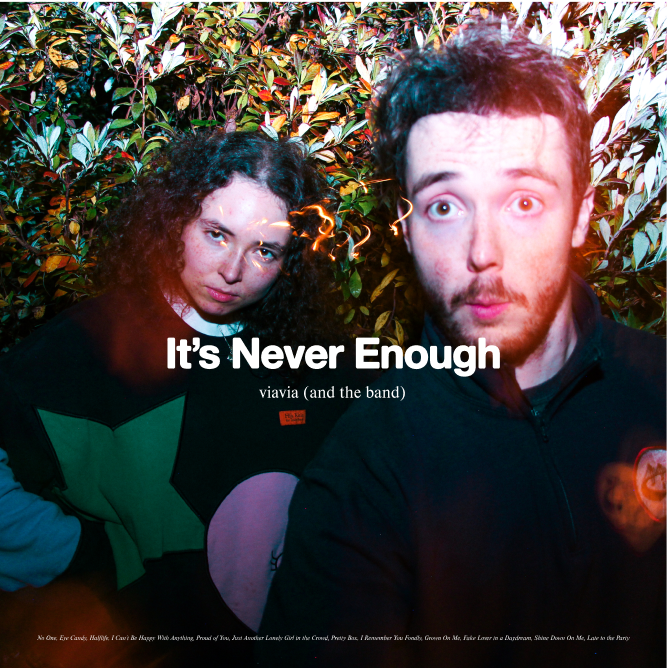 It's Never Enough
viavia (and the band)
No One, Eye Candy, Halflife, I Can't Be Happy With Anything, Proud of You, Just Another Lonely Girl in the Crowd, Pretty Boy, I Remember You Fondly, Grown On Me, Fake Lover in a Daydream, Shine Down On Me, Late to the Party